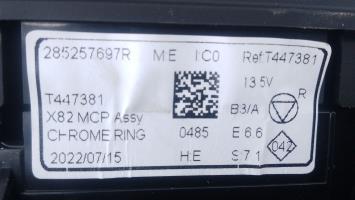 285257697R M:E I:C0 Ref:T447381
13.5V
T447381 B3/A R
X82 MCP Assy
CHROME RING 0485 E:6.6 042
2022/07/15 H:E S:7.1